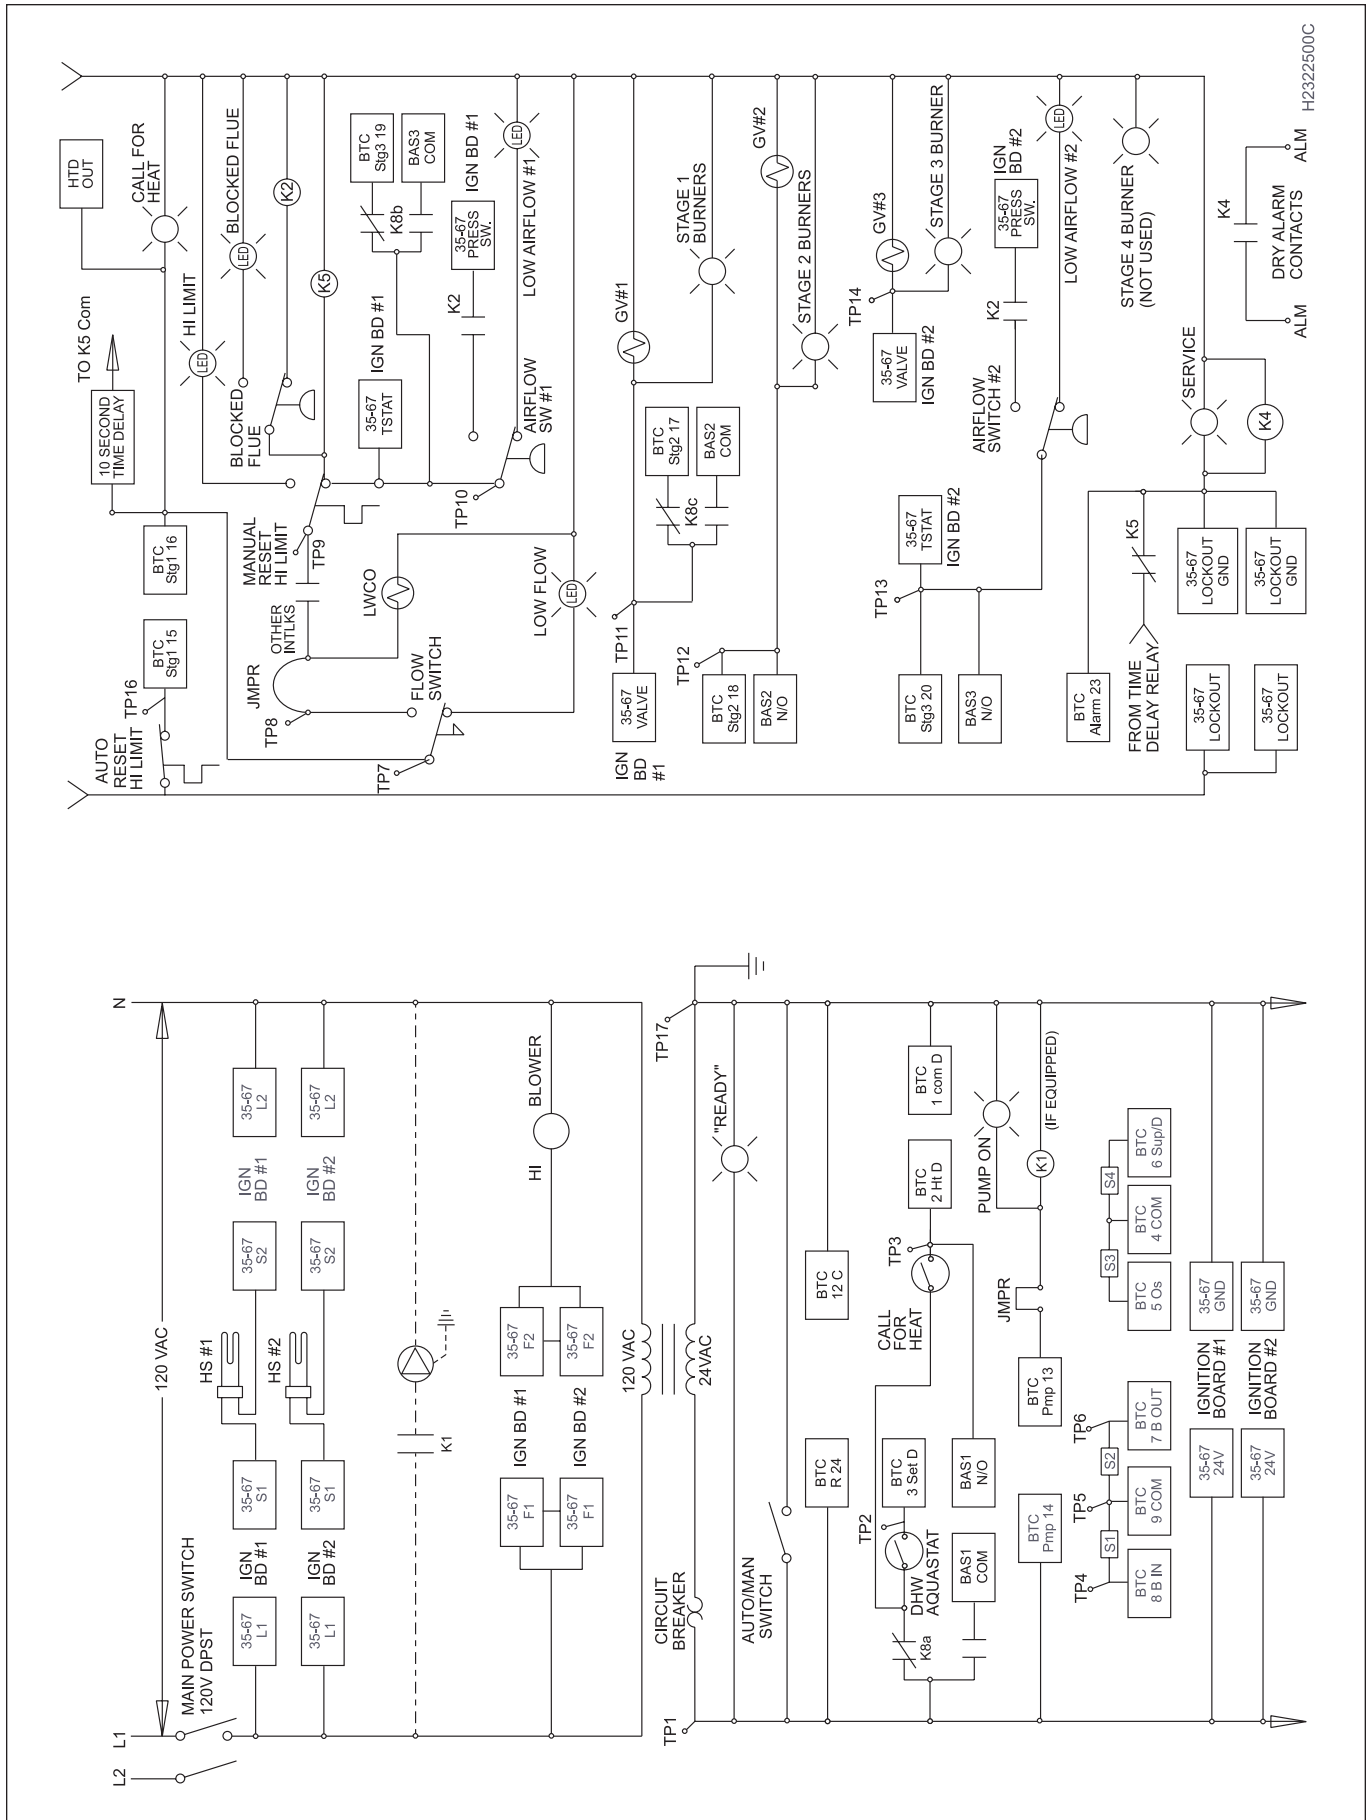 L1
L2
N
120 VAC
MAIN POWER SWITCH
120V DPST
35-67
L1
IGN
BD #1
35-67
S1
HS #1
35-67
S2
IGN
BD #1
35-67
L2
35-67
L1
IGN
BD #2
35-67
S1
HS #2
35-67
S2
IGN
BD #2
35-67
L2
K1
35-67
F1
IGN BD #1
35-67
F2
35-67
F1
IGN BD #2
35-67
F2
HI
BLOWER
120 VAC
24VAC
CIRCUIT
BREAKER
TP1
TP17
AUTO/MAN
SWITCH
"READY"
BTC
R 24
BTC
12 C
K8a
DHW
AQUASTAT
TP2
BTC
3 Set D
CALL
FOR
HEAT
TP3
BTC
2 Ht D
BTC
1 com D
BAS1
COM
BAS1
N/O
BTC
Pmp 14
BTC
Pmp 13
JMPR
PUMP ON
K1
(IF EQUIPPED)
TP4
BTC
8 B IN
S1
TP5
BTC
9 COM
S2
TP6
BTC
7 B OUT
BTC
5 Os
S3
BTC
4 COM
S4
BTC
6 Sup/D
35-67
24V
IGNITION
BOARD #1
35-67
GND
35-67
24V
IGNITION
BOARD #2
35-67
GND
AUTO
RESET
HI LIMIT
TP16
BTC
Stg1 15
BTC
Stg1 16
10 SECOND
TIME DELAY
TO K5 Com
HTD
OUT
CALL FOR
HEAT
TP7
FLOW
SWITCH
TP8
JMPR
OTHER
INTLKS
LWCO
LOW FLOW
LED
MANUAL
RESET
HI LIMIT
TP9
HI LIMIT
LED
BLOCKED
FLUE
BLOCKED FLUE
LED
K2
K5
35-67
TSTAT
IGN BD #1
K8b
BTC
Stg3 19
BAS3
COM
TP10
AIRFLOW
SW #1
K2
35-67
PRESS
SW.
IGN BD #1
LOW AIRFLOW #1
LED
35-67
VALVE
IGN
BD
#1
TP11
GV#1
STAGE 1
BURNERS
K8c
BTC
Stg2 17
BAS2
COM
TP12
BTC
Stg2 18
BAS2
N/O
GV#2
STAGE 2 BURNERS
35-67
VALVE
IGN BD #2
TP14
GV#3
STAGE 3 BURNER
BTC
Stg3 20
BAS3
N/O
TP13
35-67
TSTAT
IGN BD #2
AIRFLOW
SWITCH #2
K2
35-67
PRESS
SW.
IGN
BD #2
LOW AIRFLOW #2
LED
STAGE 4 BURNER
(NOT USED)
BTC
Alarm 23
FROM TIME
DELAY RELAY
K5
35-67
LOCKOUT
35-67
LOCKOUT
35-67
LOCKOUT
GND
35-67
LOCKOUT
GND
SERVICE
K4
ALM
K4
ALM
DRY ALARM
CONTACTS
H2322500C